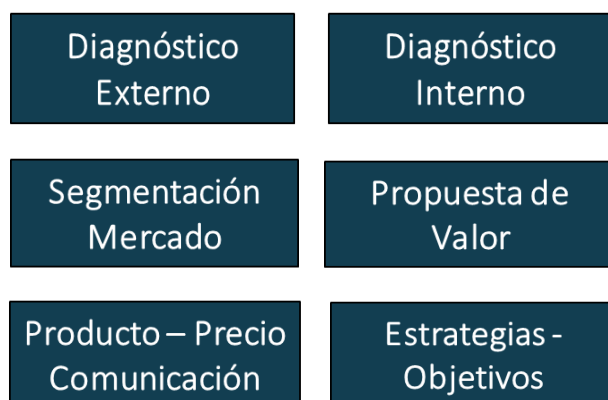 Diagnóstico
Externo
Diagnóstico
Interno
Segmentación
Mercado
Propuesta de
Valor
Producto – Precio
Comunicación
Estrategias -
Objetivos